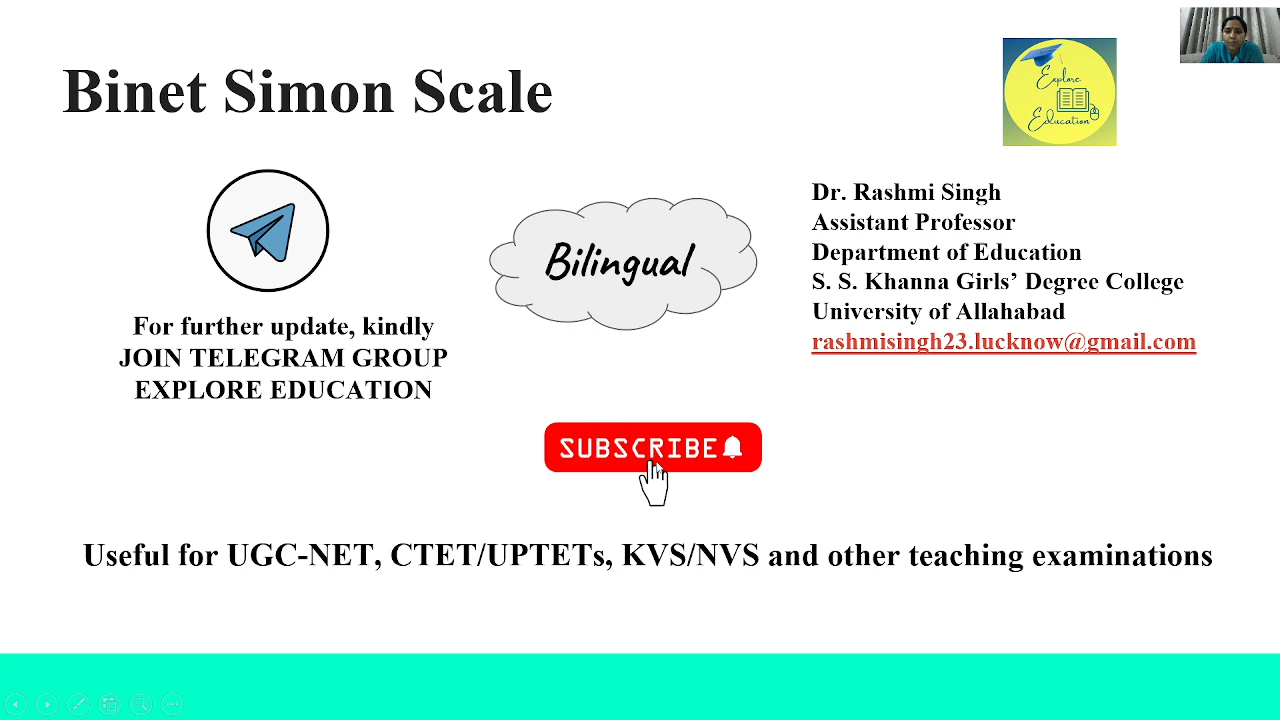 Binet Simon Scale
Explore
Education
Bilingual
Dr. Rashmi Singh
Assistant Professor
Department of Education
S. S. Khanna Girls’ Degree College
University of Allahabad
rashmisingh23.lucknow@gmail.com
For further update, kindly
JOIN TELEGRAM GROUP
EXPLORE EDUCATION
SUBSCRIBE
Useful for UGC-NET, CTET/UPTETs, KVS/NVS and other teaching examinations